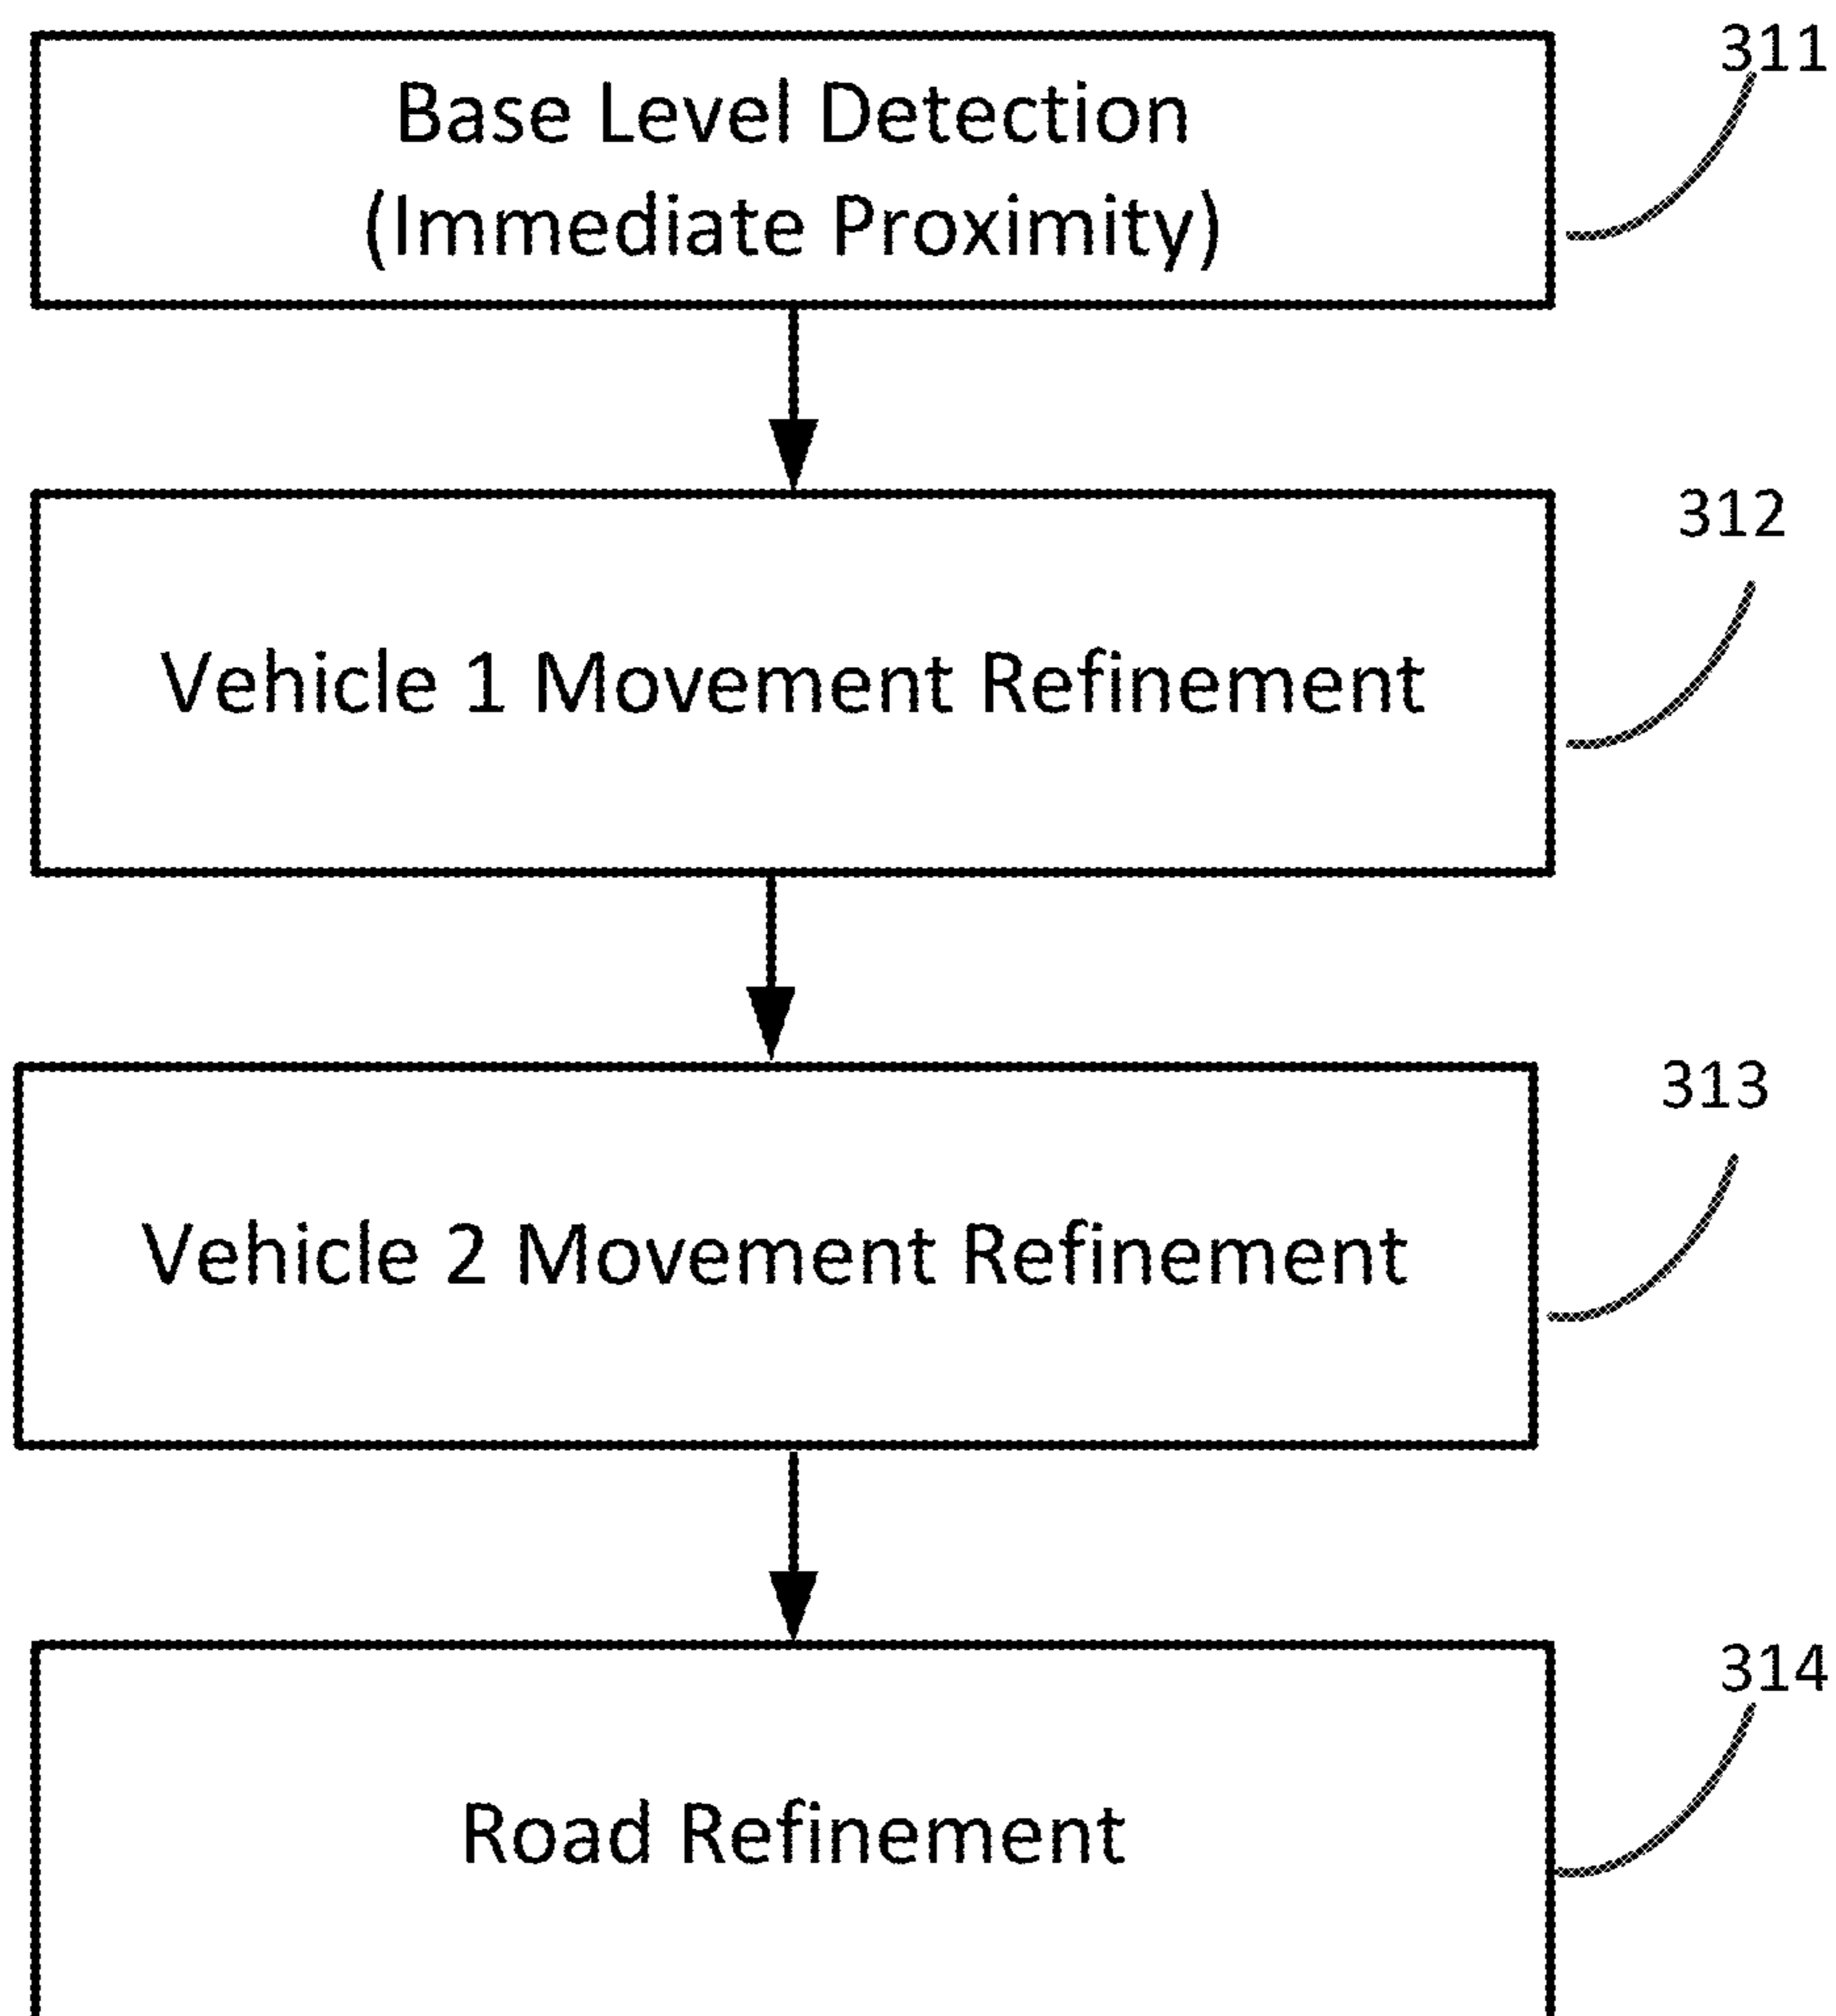 311
Base Level Detection
(Immediate Proximity)
312
Vehicle 1 Movement Refinement
313
Vehicle 2 Movement Refinement
314
Road Refinement